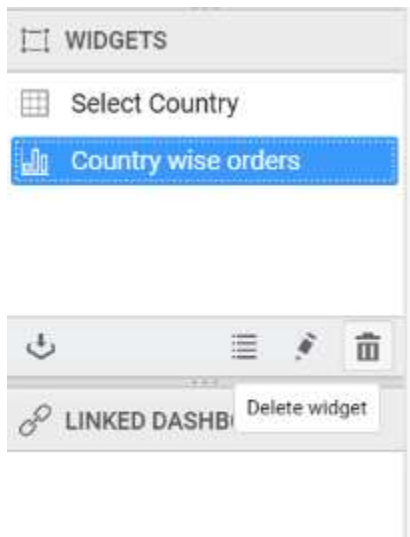 WIDGETS
Select Country
Country wise orders
Delete widget
LINKED DASHB